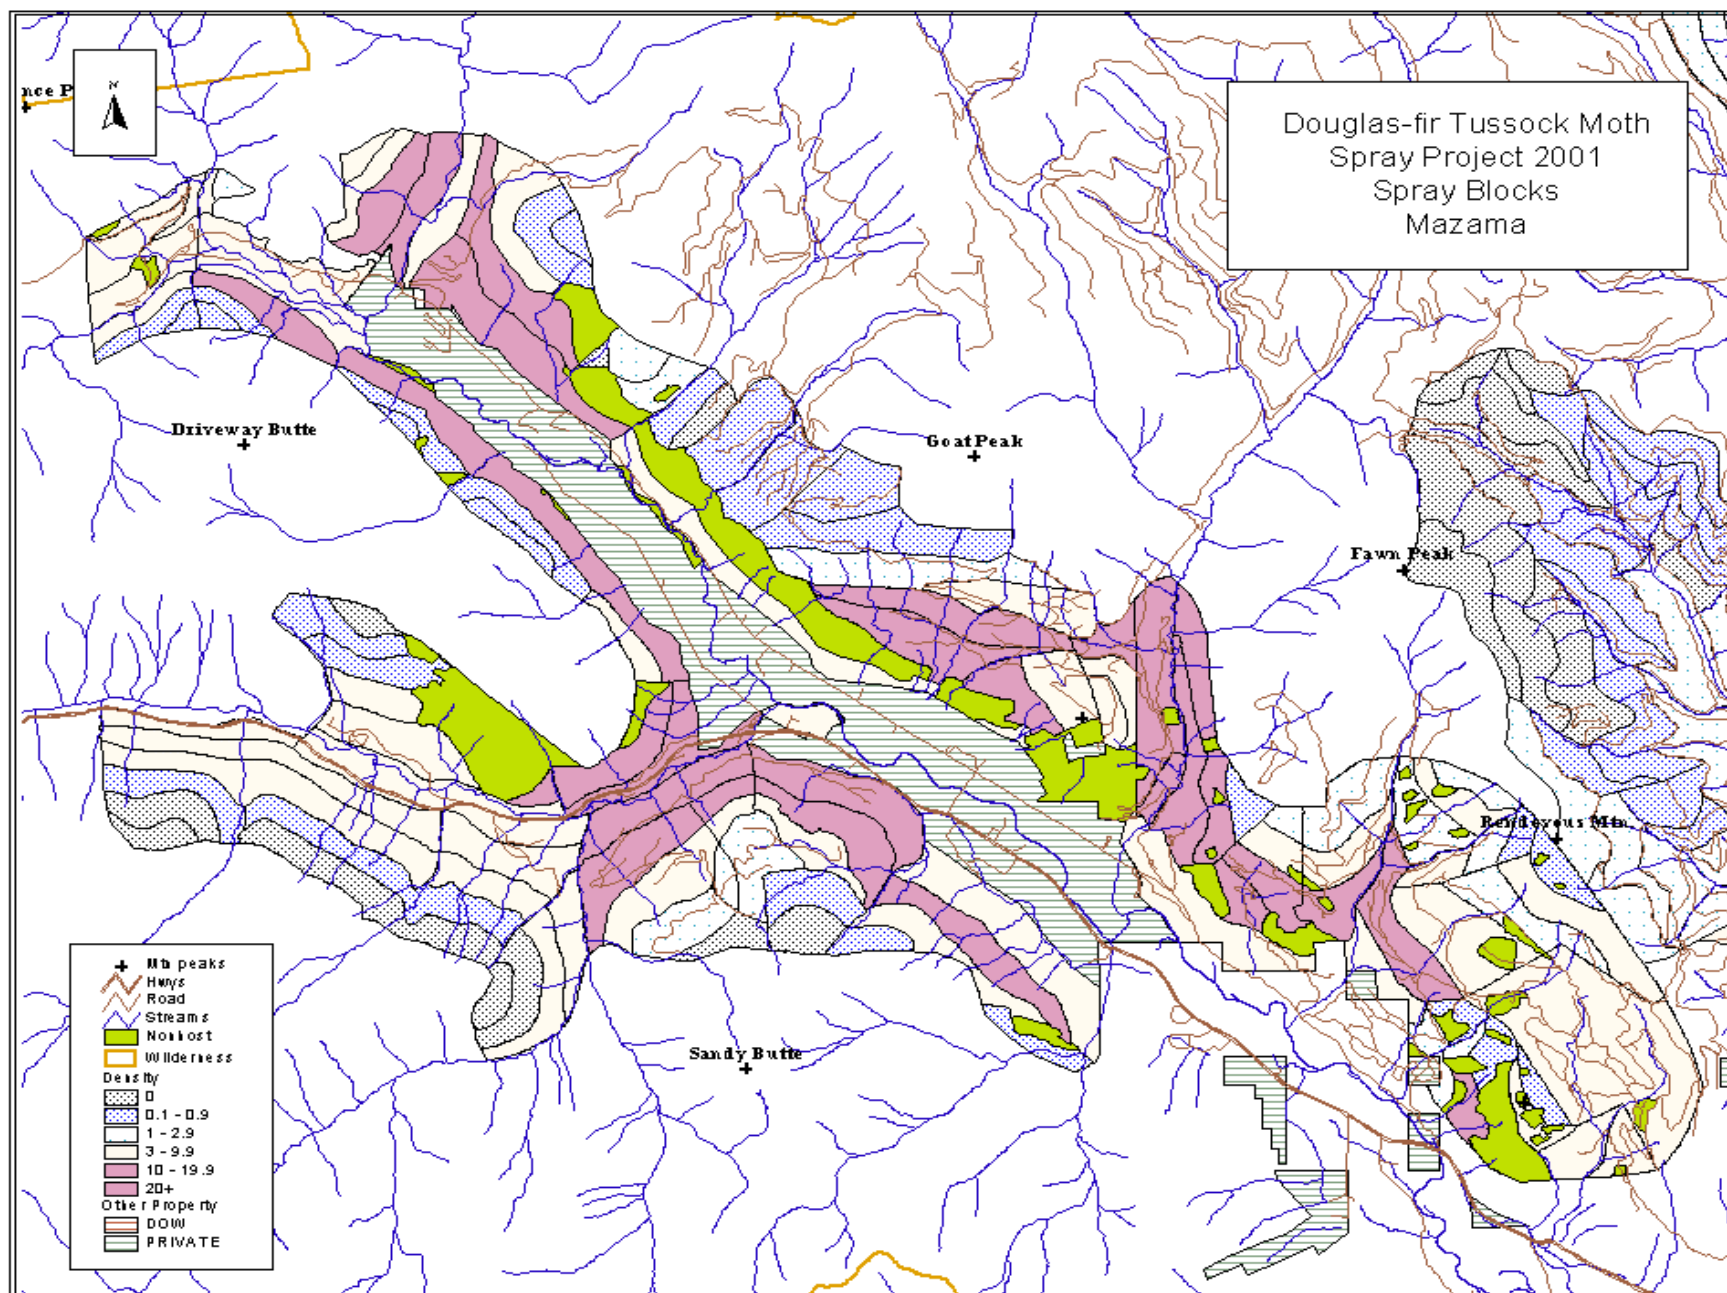 N
nce P
Douglas-fir Tussock Moth
Spray Project 2001
Spray Blocks
Mazama
Driveway Butte
Goat Peak
Fawn Peak
Rendevous Mtn
Sandy Butte
Mtn peaks
Hwys
Road
Streams
Nonhost
Wilderness
Density
0
0.1 - 0.9
1 - 2.9
3 - 9.9
10 - 19.9
20+
Other Property
DOW
PRIVATE